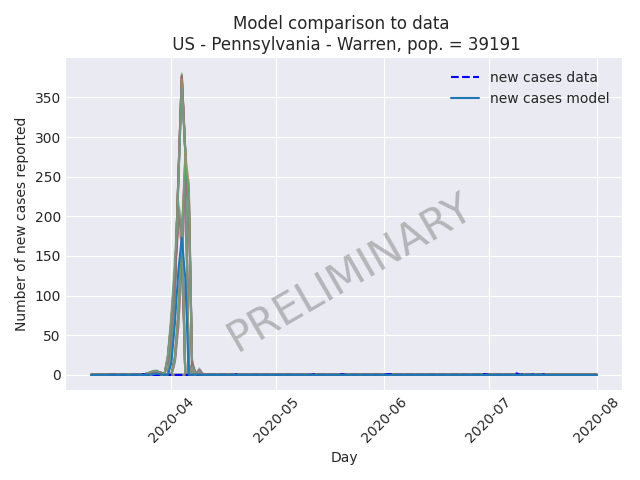 Model comparison to data
US - Pennsylvania - Warren, pop. = 39191
new cases data
new cases model
Number of new cases reported
350
300
250
200
150
100
50
0
PRELIMINARY
2020-04
2020-05
2020-06
2020-07
2020-08
Day